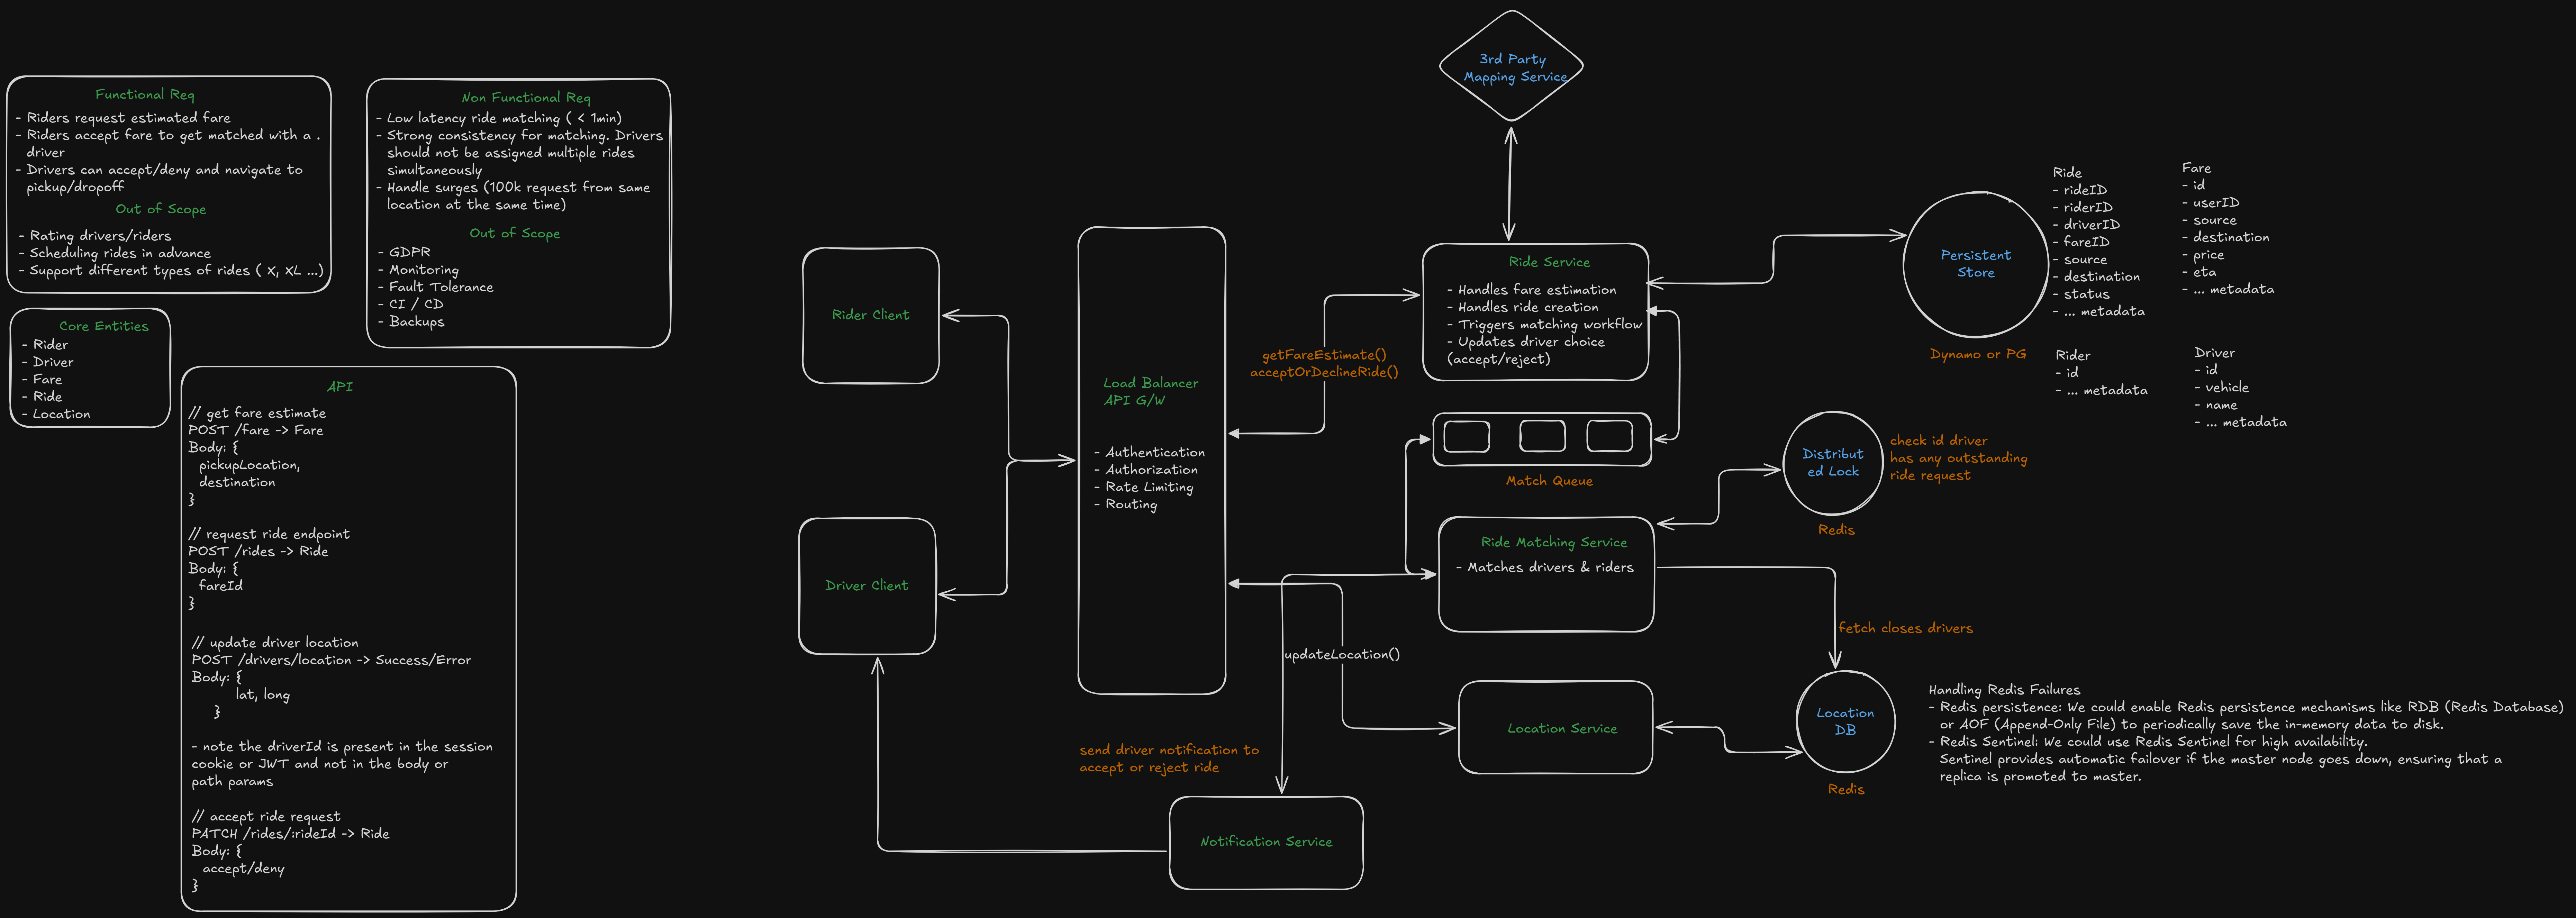 Functional Req
- Riders request estimated fare
- Riders accept fare to get matched with a .
driver
- Drivers can accept/deny and navigate to
pickup/dropoff
Out of Scope
- Rating drivers/riders
- Scheduling rides in advance
- Support different types of rides ( X, XL ...)
Non Functional Req
- Low latency ride matching ( < 1min)
- Strong consistency for matching. Drivers
should not be assigned multiple rides
simultaneously
- Handle surges (100k request from same
location at the same time)
Out of Scope
- GDPR
- Monitoring
- Fault Tolerance
- CI / CD
- Backups
Core Entities
- Rider
- Driver
- Fare
- Ride
- Location
API
// get fare estimate
POST /fare -> Fare
Body: {
pickupLocation,
destination
}
// request ride endpoint
POST /rides -> Ride
Body: {
fareId
}
// update driver location
POST /drivers/location -> Success/Error
Body: {
lat, long
}
- note the driverId is present in the session
cookie or JWT and not in the body or
path params
// accept ride request
PATCH /rides/:rideId -> Ride
Body: {
accept/deny
}
Rider Client
Driver Client
Load Balancer
API G/W
- Authentication
- Authorization
- Rate Limiting
- Routing
getFareEstimate()
acceptOrDeclineRide()
3rd Party
Mapping Service
Ride Service
- Handles fare estimation
- Handles ride creation
- Triggers matching workflow
- Updates driver choice
(accept/reject)
Match Queue
Ride Matching Service
- Matches drivers & riders
updateLocation()
Location Service
send driver notification to
accept or reject ride
Notification Service
Persistent
Store
Dynamo or PG
Ride
- rideID
- riderID
- driverID
- fareID
- source
- destination
- status
- ... metadata
Fare
- id
- userID
- source
- destination
- price
- eta
- ... metadata
Rider
- id
- ... metadata
Driver
- id
- vehicle
- name
- ... metadata
Distribut
ed Lock
Redis
check id driver
has any outstanding
ride request
fetch closes drivers
Location
DB
Redis
Handling Redis Failures
- Redis persistence: We could enable Redis persistence mechanisms like RDB (Redis Database)
or AOF (Append-Only File) to periodically save the in-memory data to disk.
- Redis Sentinel: We could use Redis Sentinel for high availability.
Sentinel provides automatic failover if the master node goes down, ensuring that a
replica is promoted to master.